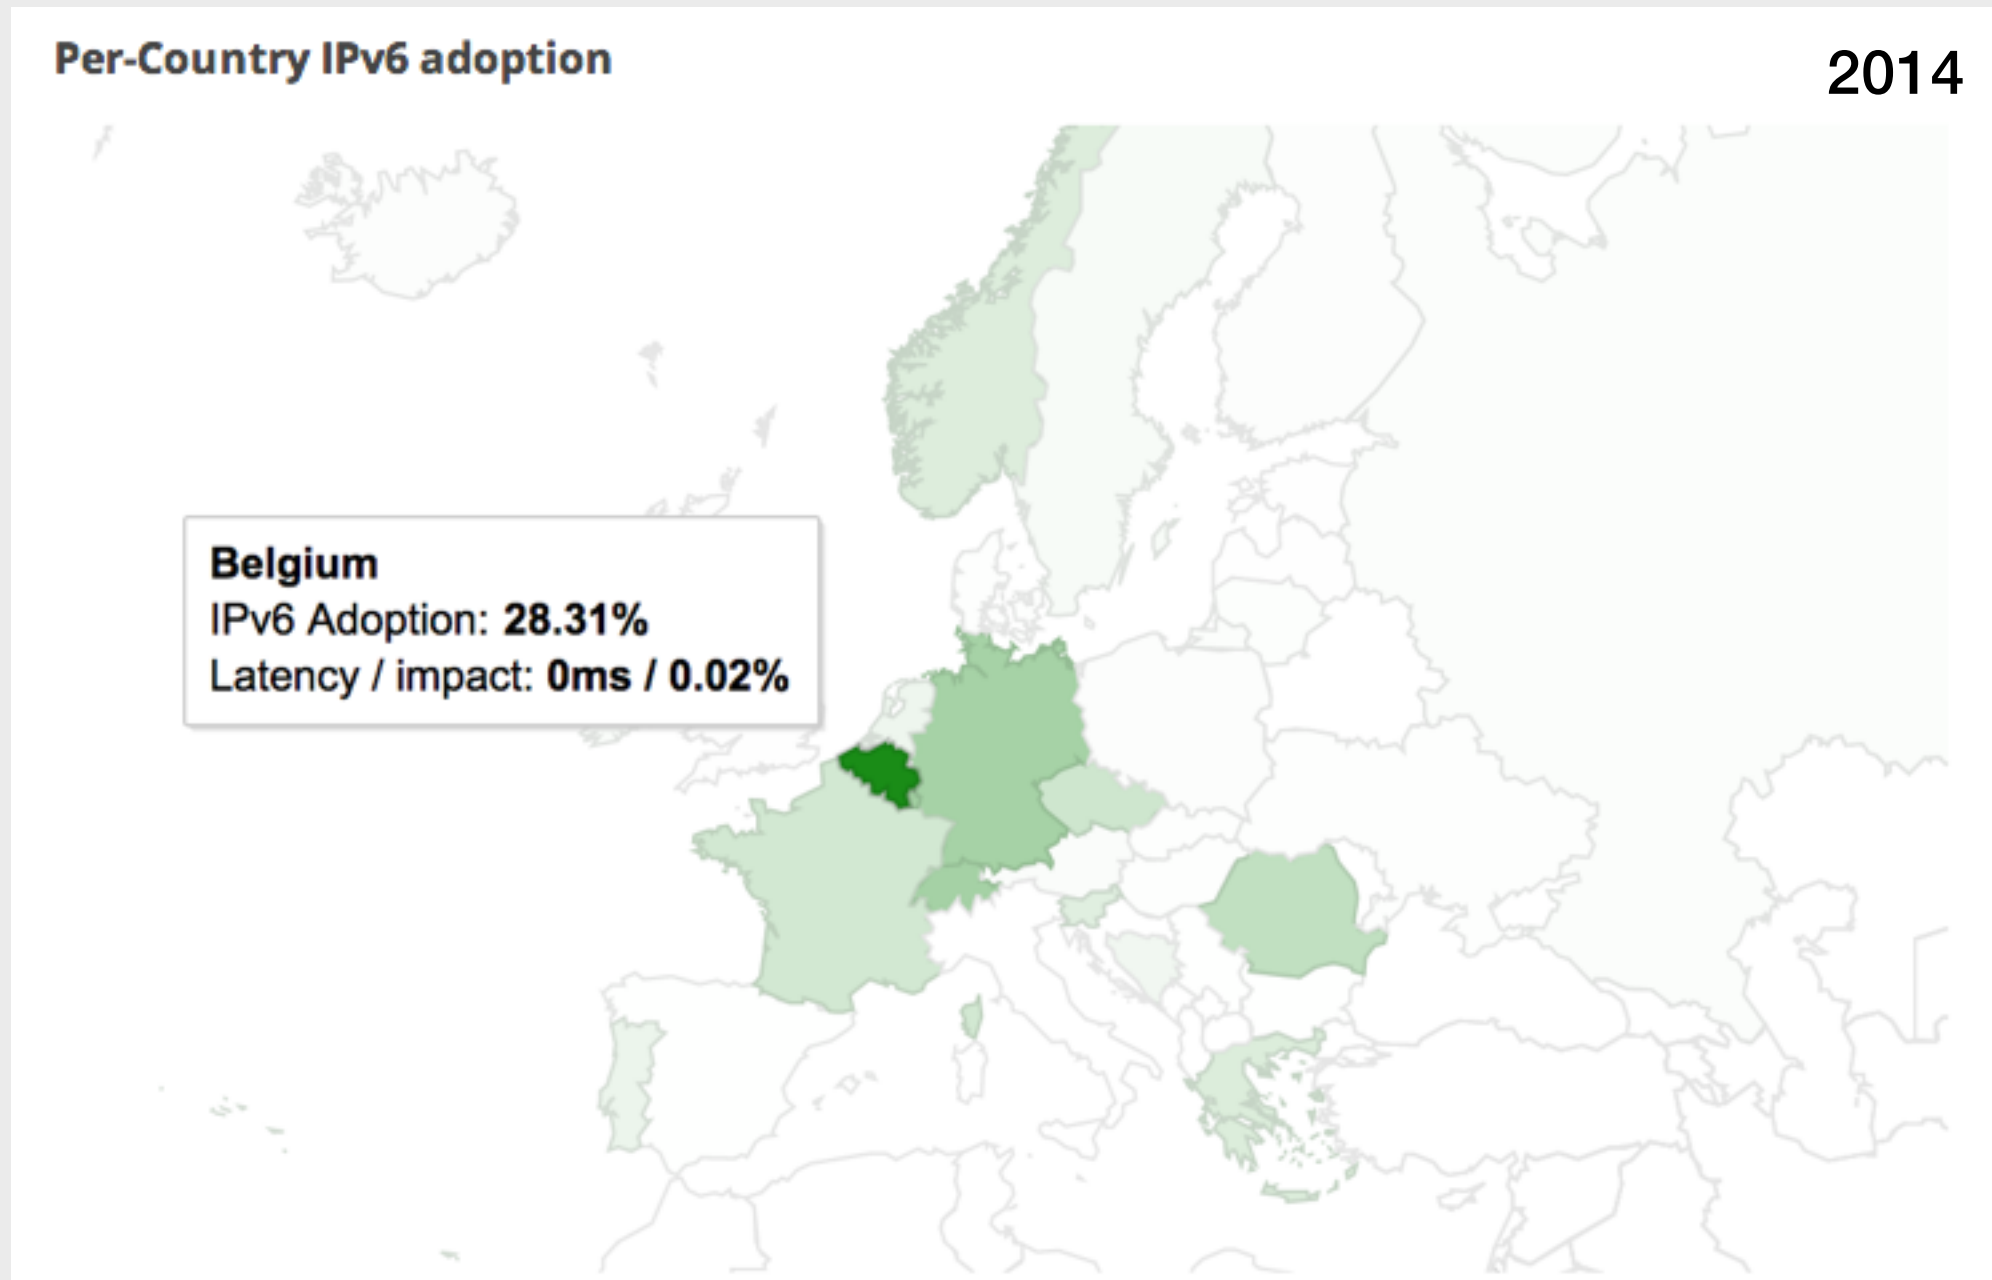 Per-Country IPv6 adoption
2014
Belgium
IPv6 Adoption: 28.31%
Latency / impact: 0ms / 0.02%